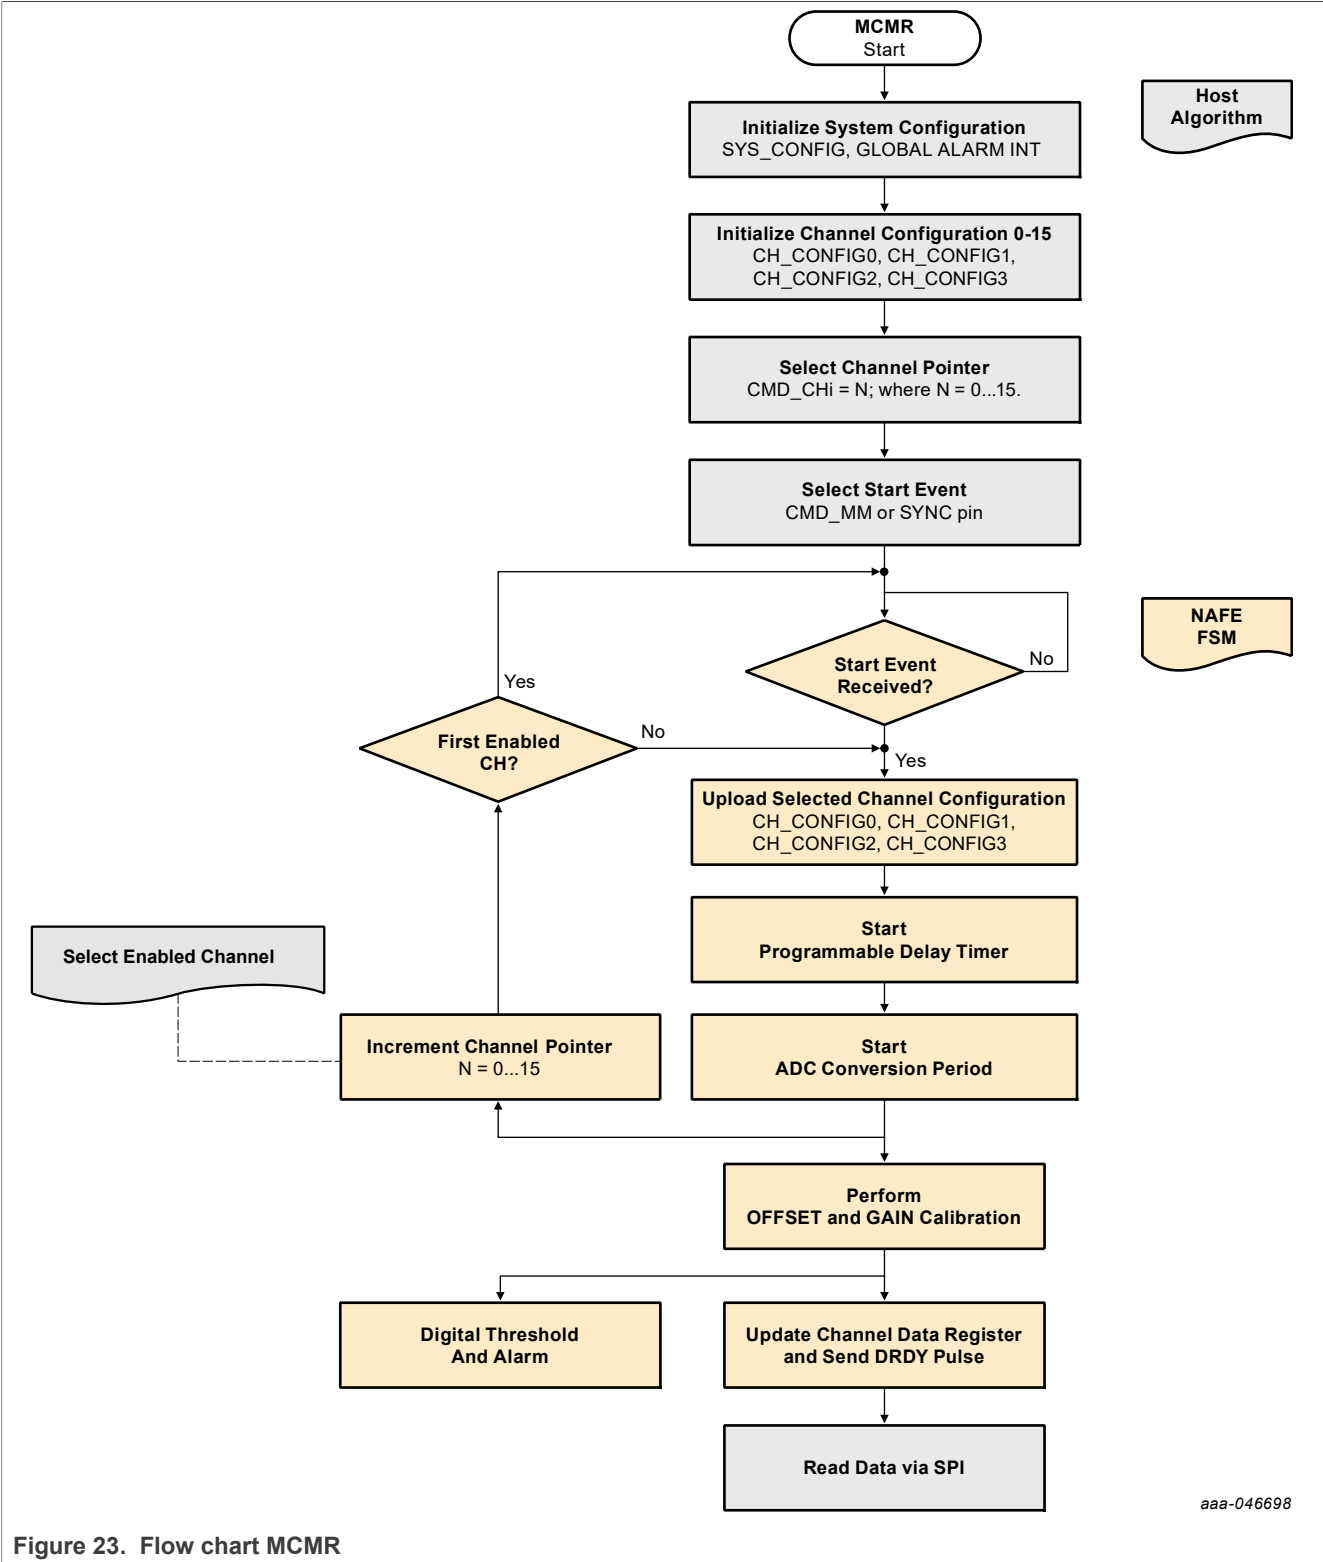 MCMR
Start
Host
Algorithm
Initialize System Configuration
SYS_CONFIG, GLOBAL ALARM INT
Initialize Channel Configuration 0-15
CH_CONFIG0, CH_CONFIG1,
CH_CONFIG2, CH_CONFIG3
Select Channel Pointer
CMD_CHi = N; where N = 0...15.
Select Start Event
CMD_MM or SYNC pin
NAFE
FSM
Start Event
Received?
No
Yes
First Enabled
CH?
No
Yes
Upload Selected Channel Configuration
CH_CONFIG0, CH_CONFIG1,
CH_CONFIG2, CH_CONFIG3
Start
Programmable Delay Timer
Select Enabled Channel
Increment Channel Pointer
N = 0...15
Start
ADC Conversion Period
Perform
OFFSET and GAIN Calibration
Digital Threshold
And Alarm
Update Channel Data Register
and Send DRDY Pulse
Read Data via SPI
aaa-046698
Figure 23. Flow chart MCMR